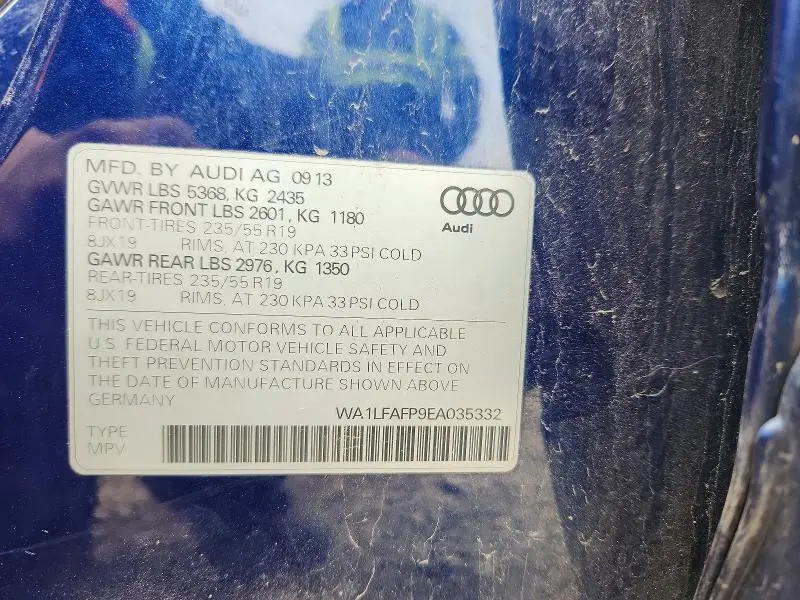 MFD. BY AUDI AG 0913
GVWR LBS 5368, KG 2435
GAWR FRONT LBS 2601, KG 1180
FRONT-TIRES 235/55 R19
8JX19 RIMS, AT 230 KPA 33 PSI COLD
GAWR REAR LBS 2976, KG 1350
REAR-TIRES 235/55 R19
8JX19 RIMS, AT 230 KPA 33 PSI COLD
Audi
THIS VEHICLE CONFORMS TO ALL APPLICABLE
U.S. FEDERAL MOTOR VEHICLE SAFETY AND
THEFT PREVENTION STANDARDS IN EFFECT ON
THE DATE OF MANUFACTURE SHOWN ABOVE
GERMANY
WA1LFAFP9EA035332
TYPE
MPV